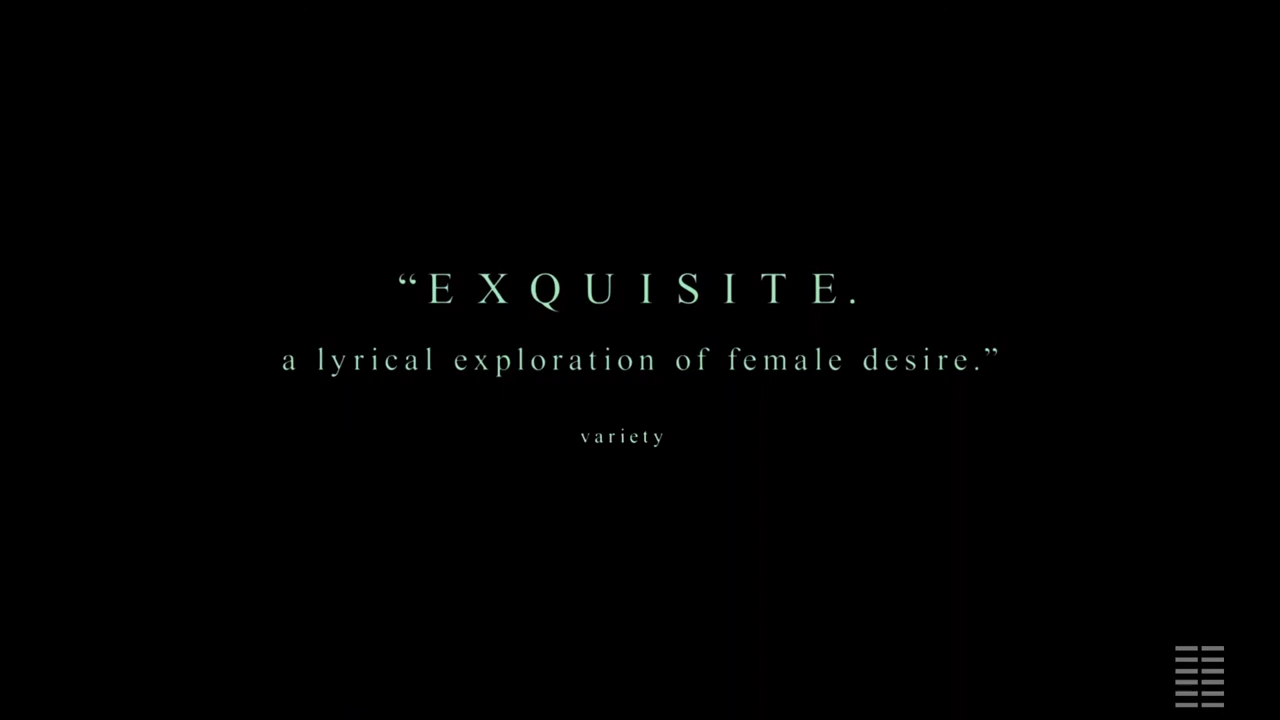 “EXQUISITE.
a lyrical exploration of female desire.”
variety